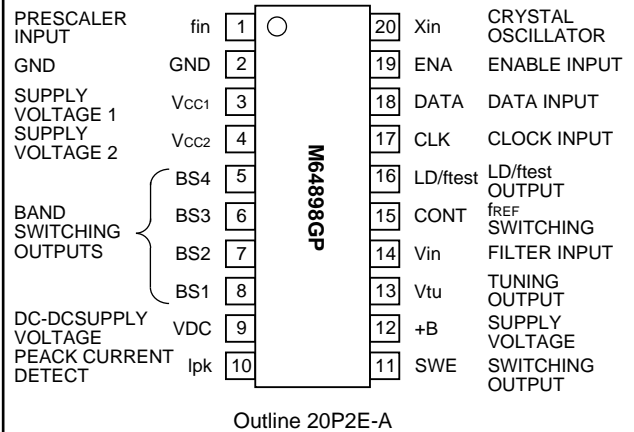 PRESCALER
INPUT
fin 1
GND GND 2
SUPPLY
VOLTAGE 1
Vcc1 3
SUPPLY
VOLTAGE 2
Vcc2 4
BAND
SWITCHING
OUTPUTS
BS4 5
BS3 6
BS2 7
BS1 8
DC-DCSUPPLY
VOLTAGE
VDC 9
PEACK CURRENT
DETECT
Ipk 10
M64898GP
20 Xin CRYSTAL
OSCILLATOR
19 ENA ENABLE INPUT
18 DATA DATA INPUT
17 CLK CLOCK INPUT
16 LD/ftest LD/ftest
OUTPUT
15 CONT fREF
SWITCHING
14 Vin FILTER INPUT
13 Vtu TUNING
OUTPUT
12 +B SUPPLY
VOLTAGE
11 SWE SWITCHING
OUTPUT
Outline 20P2E-A